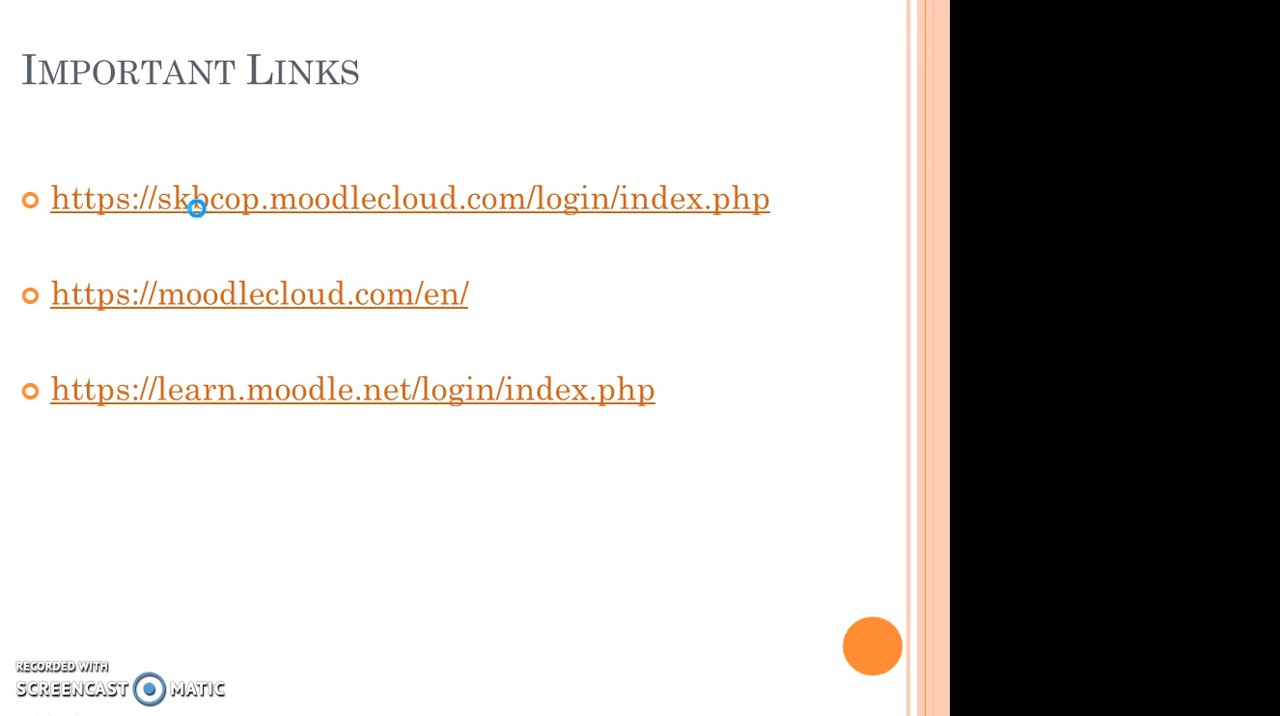 IMPORTANT LINKS
https://skbcop.moodlecloud.com/login/index.php
https://moodlecloud.com/en/
https://learn.moodle.net/login/index.php
RECORDED WITH
SCREENCAST MATIC